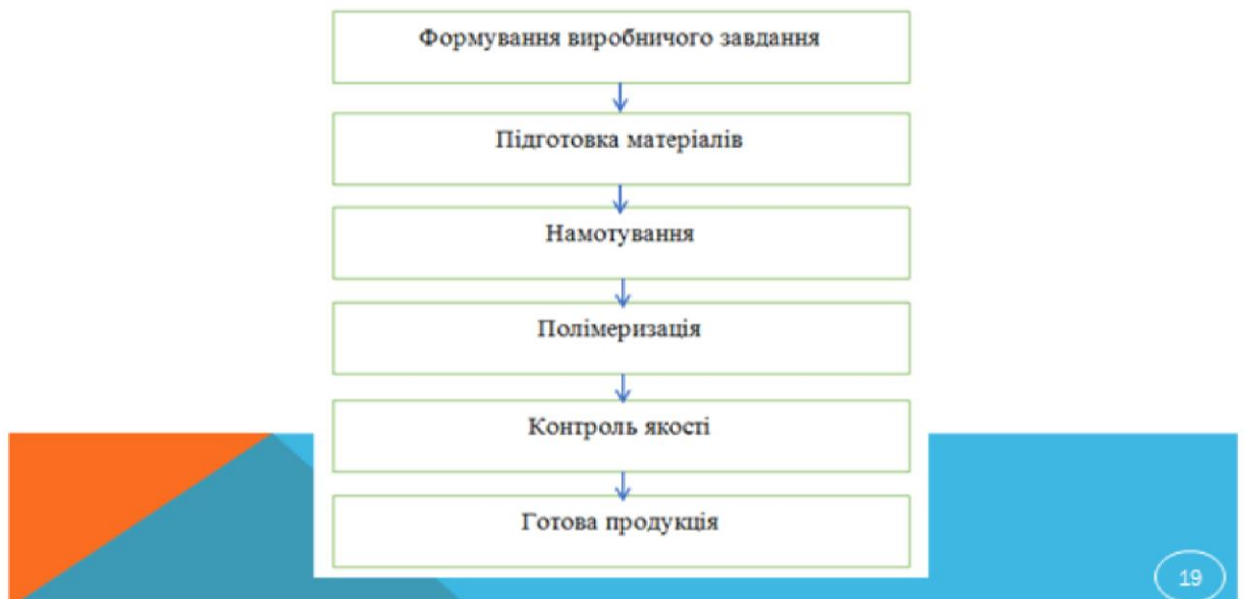 Формування виробничого завдання
Підготовка матеріалів
Намотування
Полімеризація
Контроль якості
Готова продукція
19